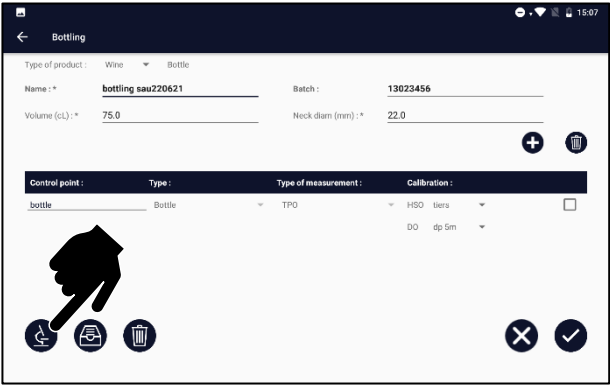 15:07
Bottling
Type of product : Wine Bottle
Name : * bottling sau220621 Batch : 13023456
Volume (cL) : * 75.0 Neck diam (mm) : * 22.0
Control point : Type : Type of measurement : Calibration :
bottle Bottle TPO HSO tiers
DO dp 5m